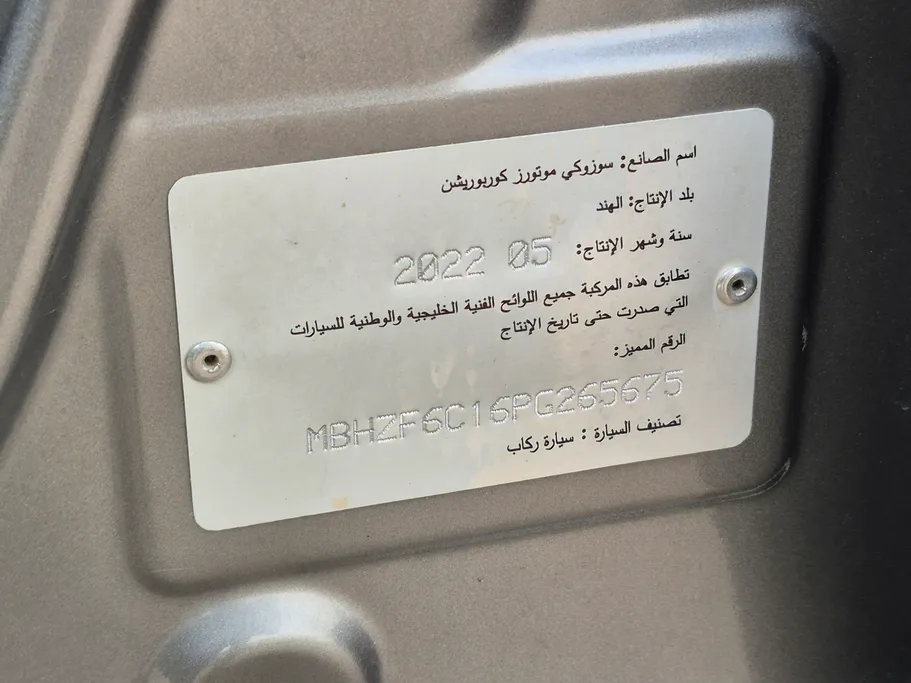 اسم الصانع: سوزوكي موتورز كوربوريشن
بلد الإنتاج: الهند
سنة وشهر الإنتاج: 2022 05
تطابق هذه المركبة جميع اللوائح الفنية الخليجية والوطنية للسيارات
التي صدرت حتى تاريخ الإنتاج
الرقم المميز:
MBHZF6C16PG265675
تصنيف السيارة : سيارة ركاب